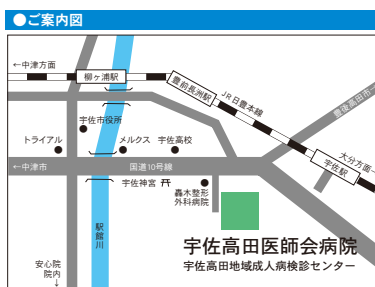 ●ご案内図
←中津方面
柳ヶ浦駅
豊前長洲駅
JR日豊本線
豊後高田市→
宇佐市役所
トライアル
メルクス
宇佐高校
宇佐駅
大分方面→
←中津市
国道10号線
宇佐神宮
轟木整形
外科病院
駅館川
宇佐高田医師会病院
宇佐高田地域成人病検診センター
安心院
院内
↓